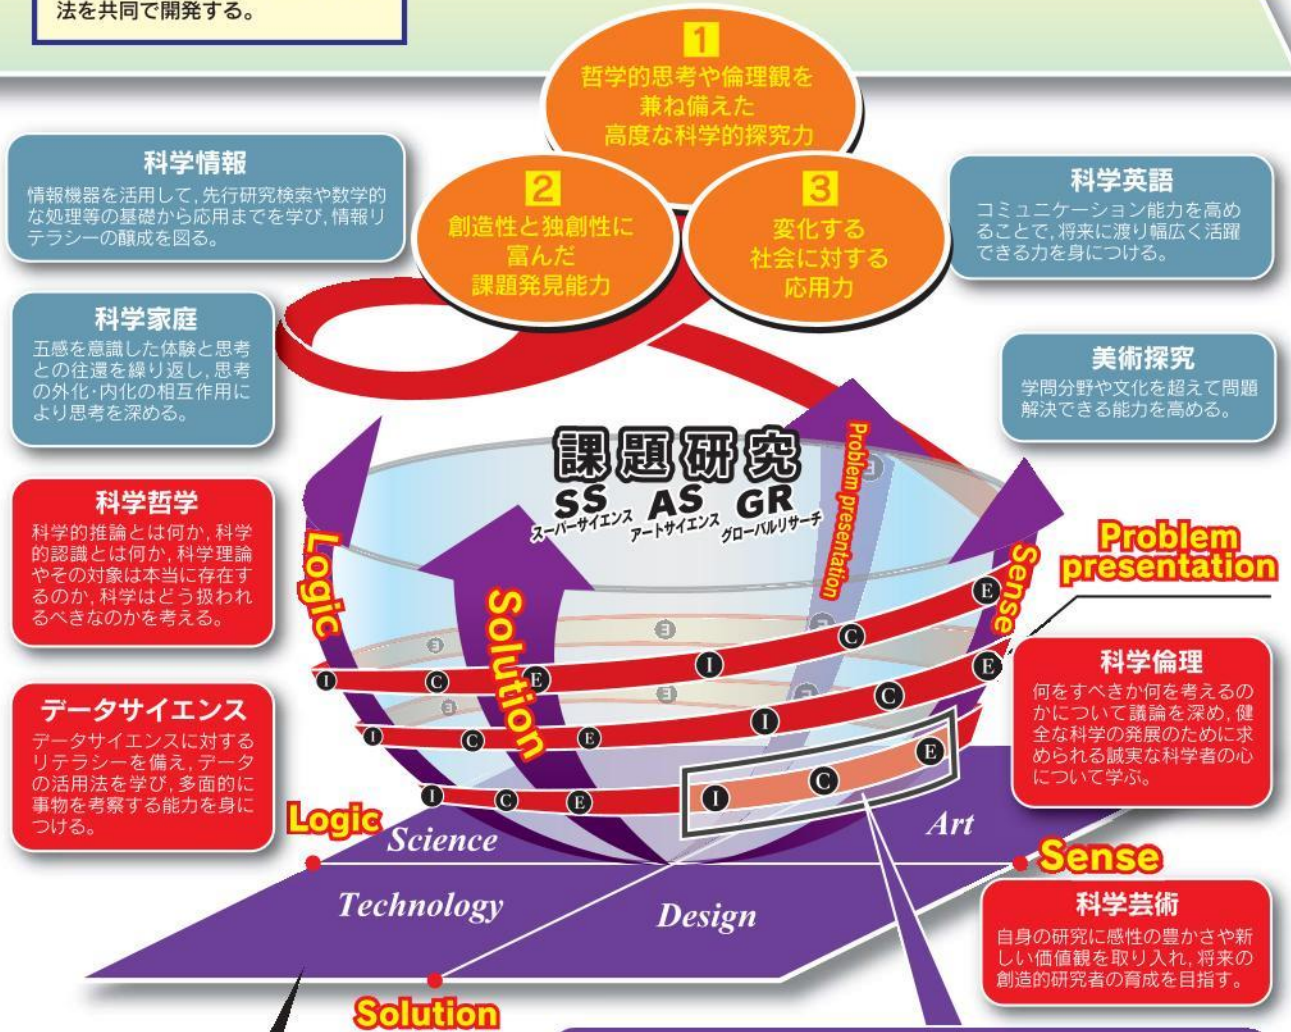 法を共同で開発する。
1
哲学的思考や倫理観を
兼ね備えた
高度な科学的探究力
2
創造性と独創性に
富んだ
課題発見能力
3
変化する
社会に対する
応用力
科学情報
情報機器を活用して,先行研究検索や数学的
な処理等の基礎から応用までを学び,情報リ
テラシーの醸成を図る。
科学英語
コミュニケーション能力を高め
ることで,将来に渡り幅広く活躍
できる力を身につける。
科学家庭
五感を意識した体験と思考
との往還を繰り返し,思考
の外化・内化の相互作用に
より思考を深める。
美術探究
学問分野や文化を超えて問題
解決できる能力を高める。
科学哲学
科学的推論とは何か,科学
的認識とは何か,科学理論
やその対象は本当に存在す
るのか,科学はどう扱われ
るべきなのかを考える。
課題研究
SS AS GR
スーパーサイエンス アートサイエンス グローバルリサーチ
Logic
Solution
Problem presentation
Sense
Problem
presentation
E
E
E
I C E I C E
E
E
E
I C E I C E
I C E I C E
データサイエンス
データサイエンスに対する
リテラシーを備え,データ
の活用法を学び,多面的に
事物を考察する能力を身に
つける。
科学倫理
何をすべきか何を考えるの
かについて議論を深め,健
全な科学の発展のために求
められる誠実な科学者の心
について学ぶ。
Logic
Science
Art
Sense
Technology
Design
Solution
科学芸術
自身の研究に感性の豊かさや新
しい価値観を取り入れ,将来の
創造的研究者の育成を目指す。